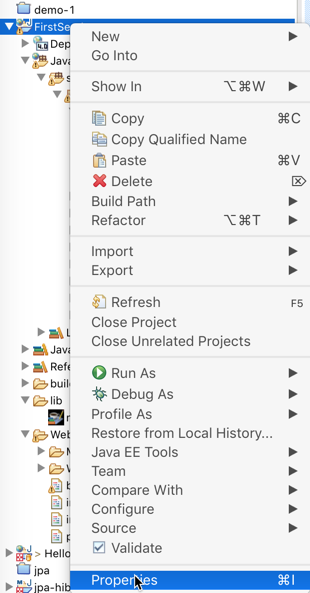 demo-1
FirstSe
New
Go Into
Dep
Java
Show In ⌥⌘W
s
Copy ⌘C
Copy Qualified Name
Paste ⌘V
Delete ⌦
Build Path
Refactor ⌥⌘T
Import
Export
Refresh F5
Close Project
L
Close Unrelated Projects
Java
Refe
Run As
buil
Debug As
lib
Profile As
Restore from Local History...
Web
Java EE Tools
Team
Compare With
Configure
Source
Validate
> Hello
jpa
Properties ⌘I
jpa-hib